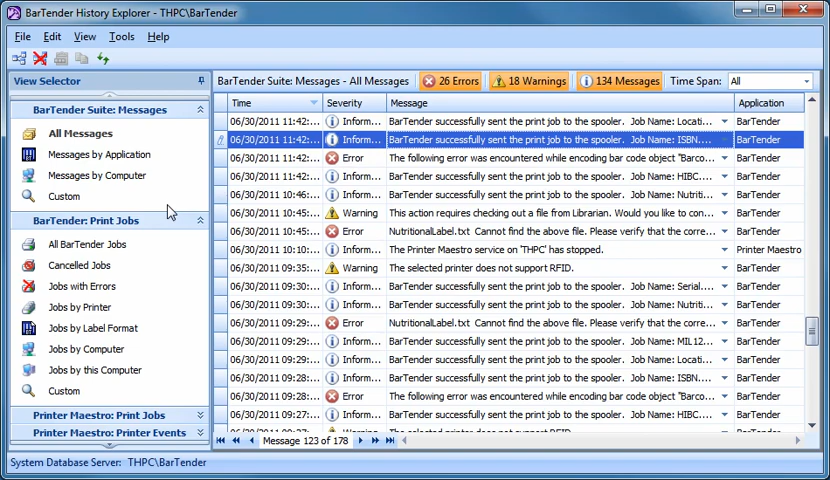 BarTender History Explorer - THPC\BarTender
File Edit View Tools Help
View Selector
BarTender Suite: Messages
All Messages
Messages by Application
Messages by Computer
Custom
BarTender: Print Jobs
All BarTender Jobs
Cancelled Jobs
Jobs with Errors
Jobs by Printer
Jobs by Label Format
Jobs by Computer
Jobs by this Computer
Custom
Printer Maestro: Print Jobs
Printer Maestro: Printer Events
BarTender Suite: Messages - All Messages 26 Errors 18 Warnings 134 Messages Time Span: All
Time Severity Message Application
06/30/2011 11:42:... Inform... BarTender successfully sent the print job to the spooler. Job Name: Locati... BarTender
06/30/2011 11:42:... Inform... BarTender successfully sent the print job to the spooler. Job Name: ISBN.... BarTender
06/30/2011 11:42:... Error The following error was encountered while encoding bar code object "Barco... BarTender
06/30/2011 11:42:... Inform... BarTender successfully sent the print job to the spooler. Job Name: HIBC.... BarTender
06/30/2011 10:46:... Inform... BarTender successfully sent the print job to the spooler. Job Name: Nutriti... BarTender
06/30/2011 10:45:... Warning This action requires checking out a file from Librarian. Would you like to con... BarTender
06/30/2011 10:45:... Error NutritionalLabel.txt Cannot find the above file. Please verify that the corre... BarTender
06/30/2011 10:10:... Inform... The Printer Maestro service on 'THPC' has stopped. Printer Maestro
06/30/2011 09:35:... Warning The selected printer does not support RFID. BarTender
06/30/2011 09:30:... Inform... BarTender successfully sent the print job to the spooler. Job Name: Serial.... BarTender
06/30/2011 09:30:... Inform... BarTender successfully sent the print job to the spooler. Job Name: Nutriti... BarTender
06/30/2011 09:29:... Error NutritionalLabel.txt Cannot find the above file. Please verify that the corre... BarTender
06/30/2011 09:29:... Inform... BarTender successfully sent the print job to the spooler. Job Name: MIL12... BarTender
06/30/2011 09:29:... Inform... BarTender successfully sent the print job to the spooler. Job Name: Locati... BarTender
06/30/2011 09:28:... Inform... BarTender successfully sent the print job to the spooler. Job Name: ISBN.... BarTender
06/30/2011 09:28:... Error The following error was encountered while encoding bar code object "Barco... BarTender
06/30/2011 09:27:... Inform... BarTender successfully sent the print job to the spooler. Job Name: HIBC.... BarTender
Message 123 of 178
System Database Server: THPC\BarTender